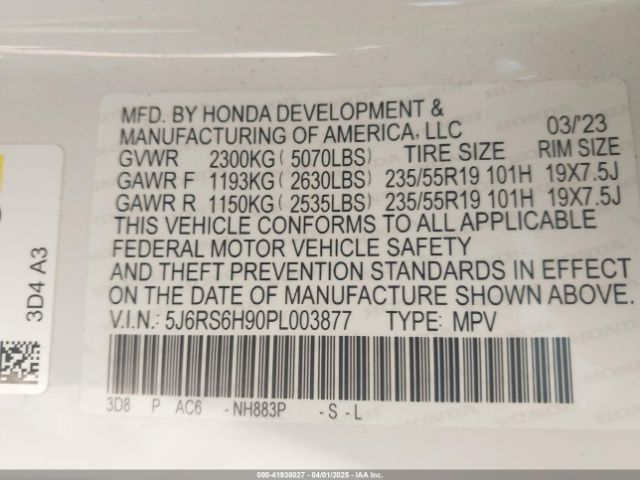 MFD. BY HONDA DEVELOPMENT &
MANUFACTURING OF AMERICA, LLC 03/'23
GVWR 2300KG (5070LBS) TIRE SIZE RIM SIZE
GAWR F 1193KG (2630LBS) 235/55R19 101H 19X7.5J
GAWR R 1150KG (2535LBS) 235/55R19 101H 19X7.5J
THIS VEHICLE CONFORMS TO ALL APPLICABLE
FEDERAL MOTOR VEHICLE SAFETY
AND THEFT PREVENTION STANDARDS IN EFFECT
ON THE DATE OF MANUFACTURE SHOWN ABOVE.
V.I.N.: 5J6RS6H90PL003877 TYPE: MPV
3D8 P AC6 - NH883P - S - L
3D4 A3
000-41938027 - 04/01/2025 - IAA, Inc.